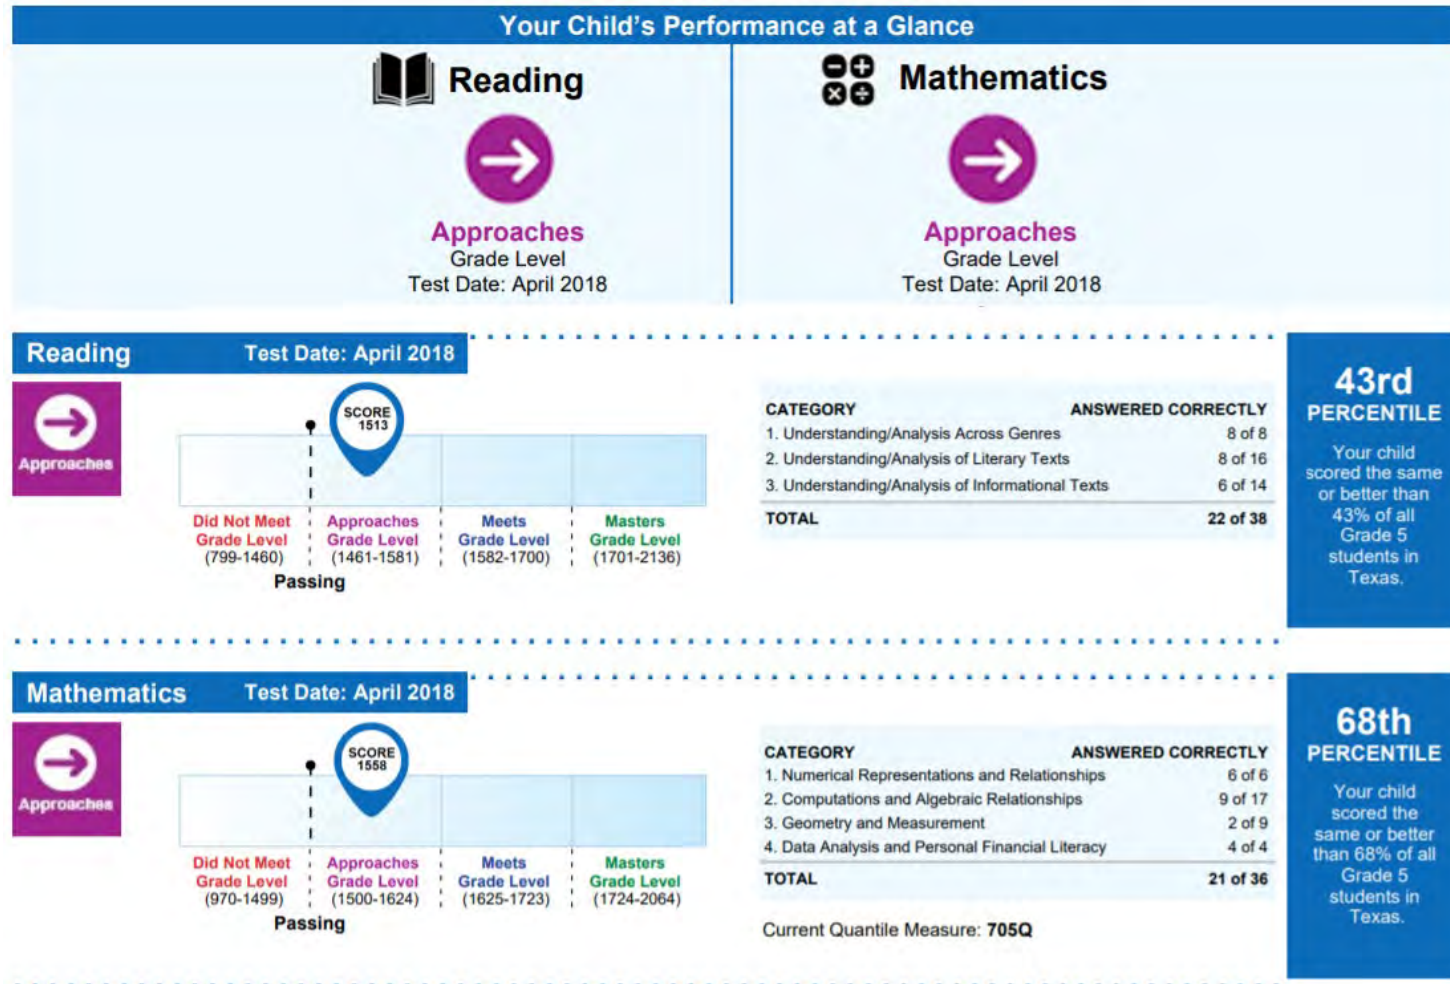 Your Child's Performance at a Glance
Reading
Approaches
Grade Level
Test Date: April 2018
Mathematics
Approaches
Grade Level
Test Date: April 2018
Reading
Test Date: April 2018
Approaches
SCORE
1513
Did Not Meet
Grade Level
(799-1460)
Approaches
Grade Level
(1461-1581)
Meets
Grade Level
(1582-1700)
Masters
Grade Level
(1701-2136)
Passing
CATEGORY ANSWERED CORRECTLY
1. Understanding/Analysis Across Genres 8 of 8
2. Understanding/Analysis of Literary Texts 8 of 16
3. Understanding/Analysis of Informational Texts 6 of 14
TOTAL 22 of 38
43rd
PERCENTILE
Your child
scored the same
or better than
43% of all
Grade 5
students in
Texas.
Mathematics
Test Date: April 2018
Approaches
SCORE
1558
Did Not Meet
Grade Level
(970-1499)
Approaches
Grade Level
(1500-1624)
Meets
Grade Level
(1625-1723)
Masters
Grade Level
(1724-2064)
Passing
CATEGORY ANSWERED CORRECTLY
1. Numerical Representations and Relationships 6 of 6
2. Computations and Algebraic Relationships 9 of 17
3. Geometry and Measurement 2 of 9
4. Data Analysis and Personal Financial Literacy 4 of 4
TOTAL 21 of 36
Current Quantile Measure: 705Q
68th
PERCENTILE
Your child
scored the
same or better
than 68% of all
Grade 5
students in
Texas.